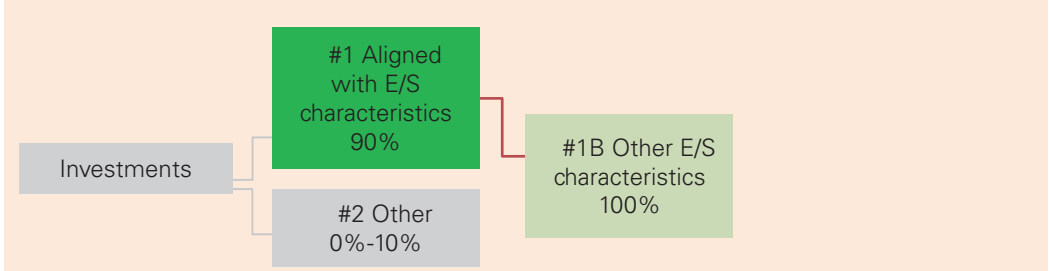 Investments
#1 Aligned
with E/S
characteristics
90%
#2 Other
0%-10%
#1B Other E/S
characteristics
100%